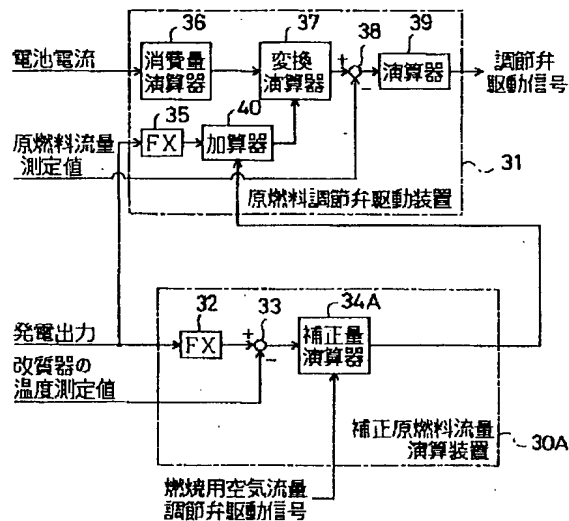 36
37
38
39
電池電流
消費量
演算器
変換
演算器
+
-
演算器
調節弁
駆動信号
35
40
原燃料流量
測定値
FX
加算器
31
原燃料調節弁駆動装置
32
33
34A
発電出力
FX
+
-
補正量
演算器
改質器の
温度測定値
補正原燃料流量
演算装置
30A
燃焼用空気流量
調節弁駆動信号